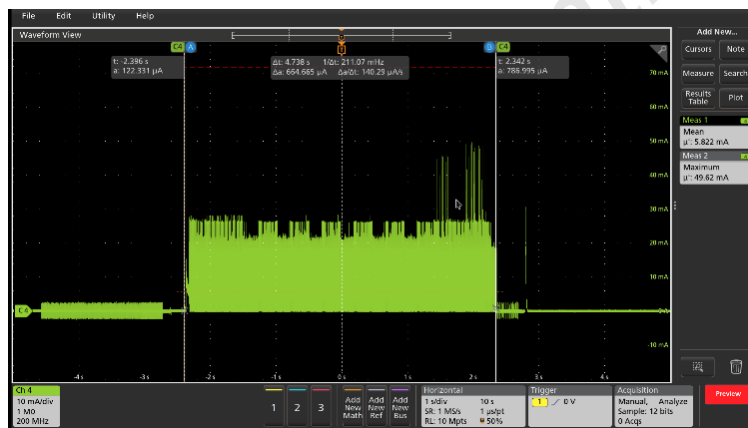 File Edit Utility Help
Waveform View
Add New...
Cursors Note
Measure Search
Results Table Plot
C4 A
B C4
t: -2.396 s
a: 122.331 µA
Δt: 4.738 s 1/Δt: 211.07 mHz
Δa: 664.665 µA Δa/Δt: 140.29 µA/s
t: 2.342 s
a: 786.995 µA
70 mA
60 mA
50 mA
40 mA
30 mA
20 mA
10 mA
-10 mA
C4
Meas 1
Mean
µ': 5.822 mA
Meas 2
Maximum
µ': 49.62 mA
-4 s -3 s -2 s 0 s 1 s 2 s 3 s 4 s
Ch 4
10 mA/div
1 MΩ
200 MHz
1 2 3
Add New Math
Add New Ref
Add New Bus
Horizontal
1 s/div 10 s
SR: 1 MS/s 1 µs/pt
RL: 10 Mpts 50%
Trigger
1 0 V
Acquisition
Manual, Analyze
Sample: 12 bits
0 Acqs
Preview